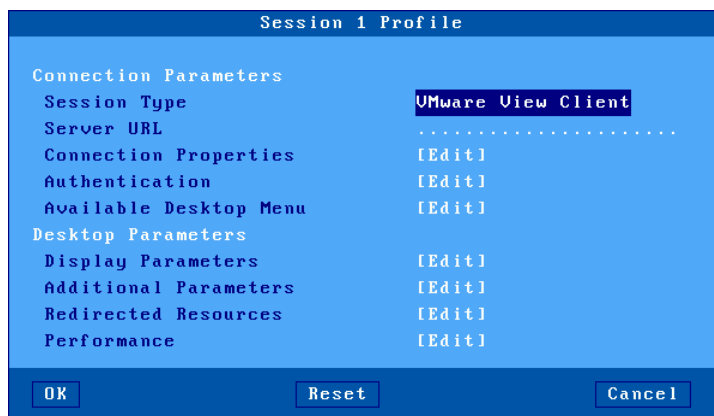 Session 1 Profile
Connection Parameters
Session Type VMware View Client
Server URL ......................
Connection Properties [Edit]
Authentication [Edit]
Available Desktop Menu [Edit]
Desktop Parameters
Display Parameters [Edit]
Additional Parameters [Edit]
Redirected Resources [Edit]
Performance [Edit]
OK Reset Cancel